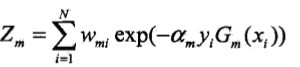 Z_m = \sum_{i=1}^{N} w_{mi} \exp(-\alpha_m y_i G_m(x_i))